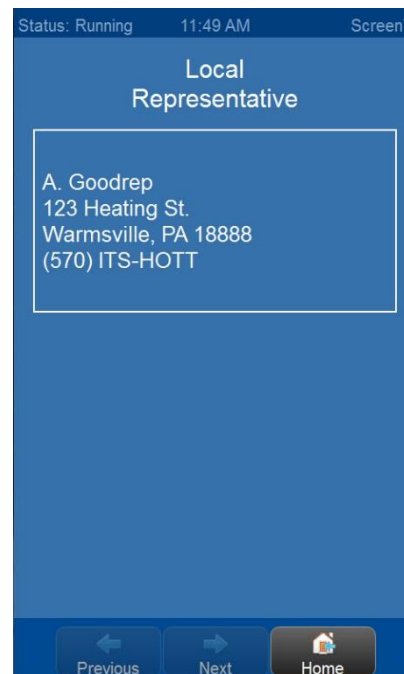 Status: Running 11:49 AM Screen
Local
Representative
A. Goodrep
123 Heating St.
Warmsville, PA 18888
(570) ITS-HOTT
Previous Next Home